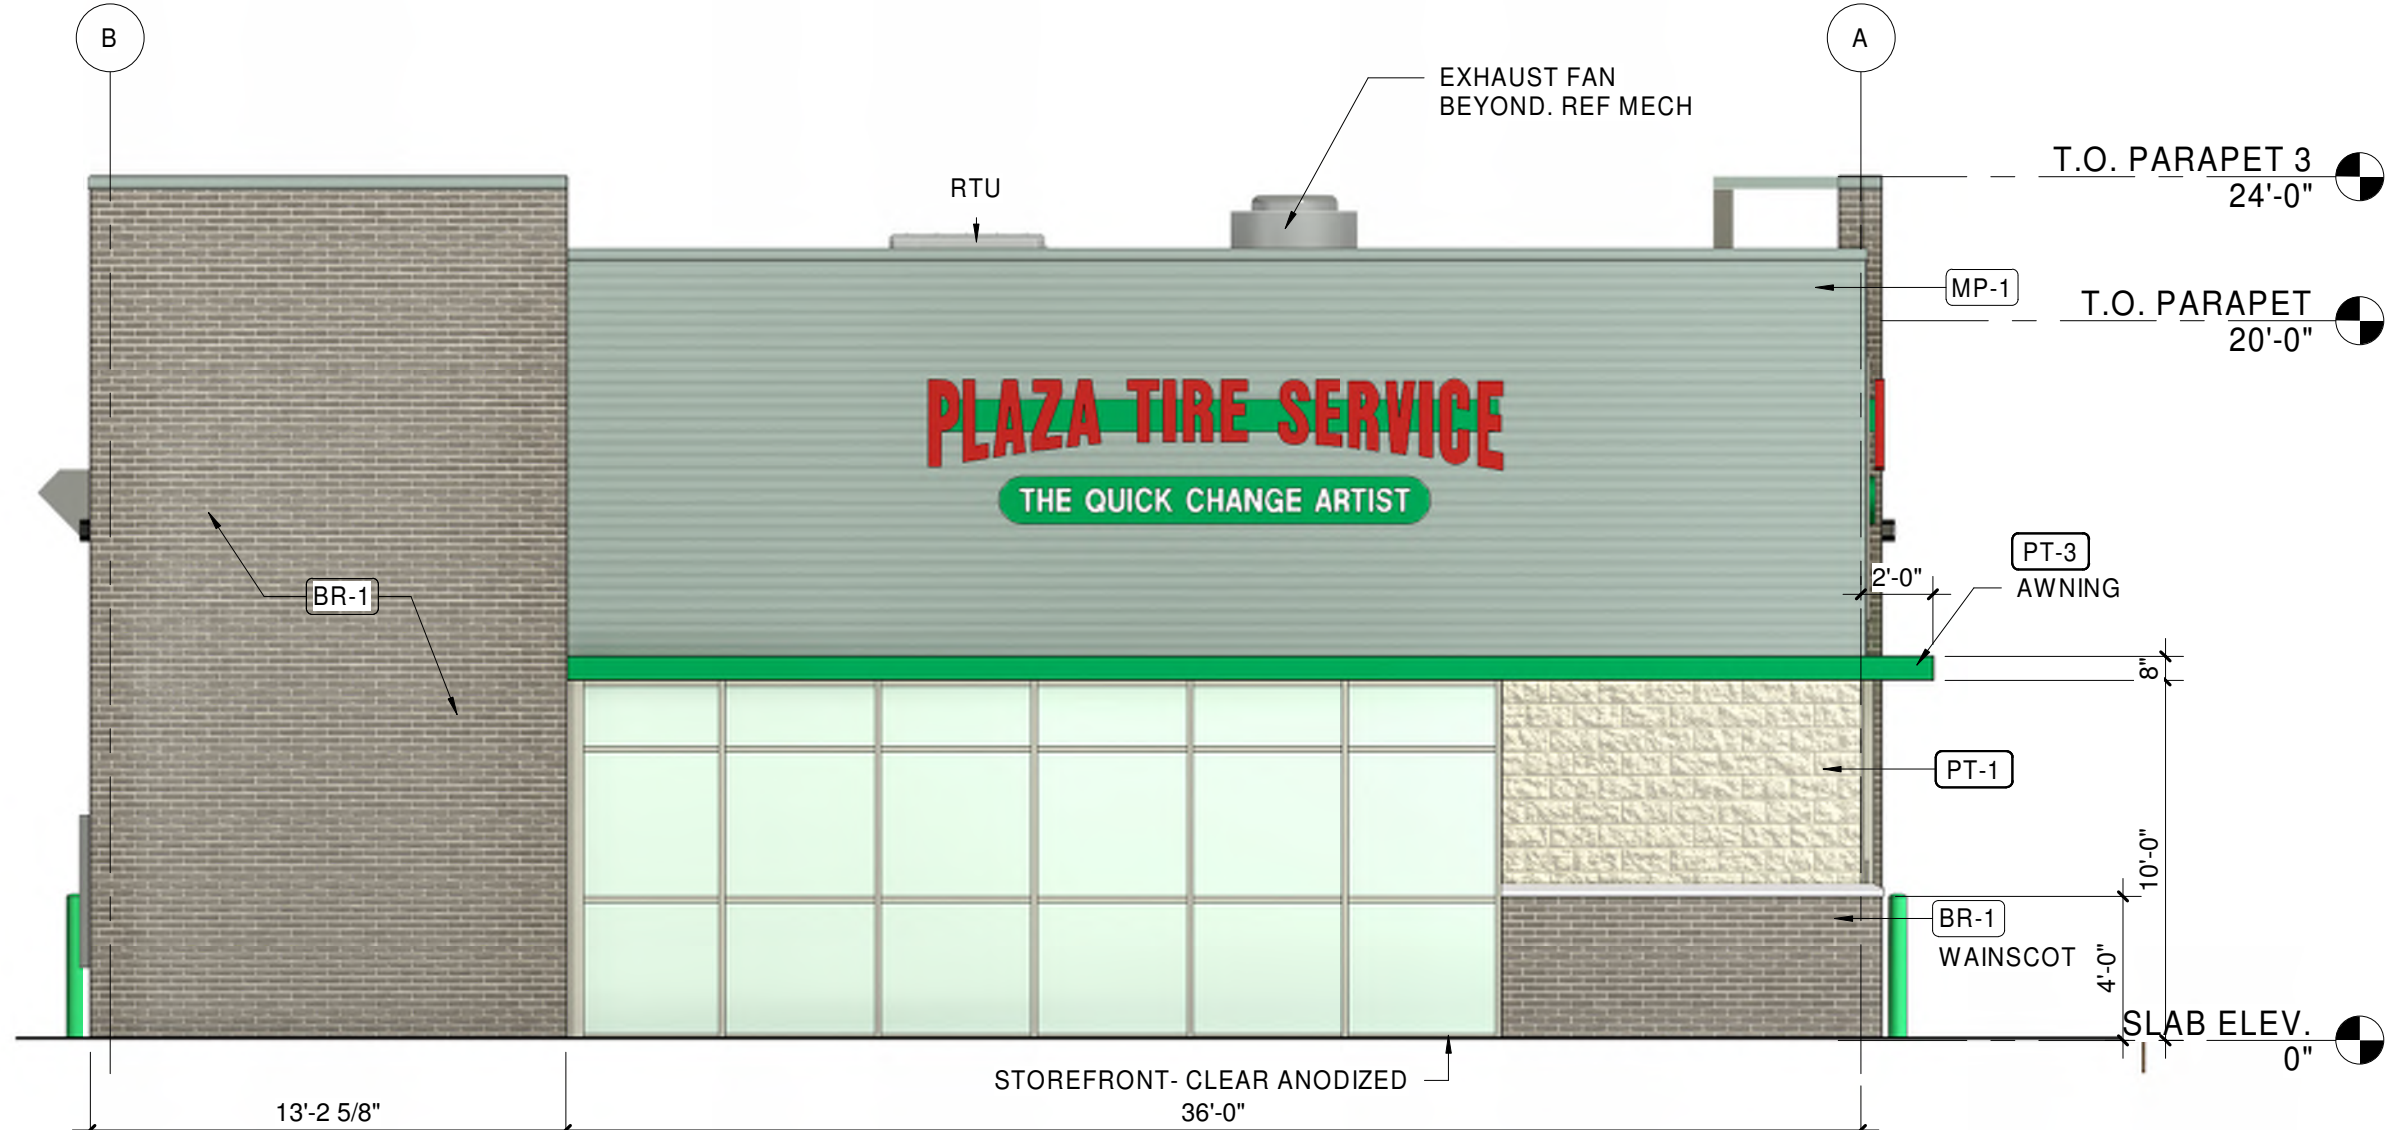 B
A
EXHAUST FAN
BEYOND. REF MECH
T.O. PARAPET 3
24'-0"
RTU
MP-1
T.O. PARAPET
20'-0"
PLAZA TIRE SERVICE
THE QUICK CHANGE ARTIST
PT-3
2'-0"
AWNING
BR-1
8"
PT-1
10'-0"
BR-1
WAINSCOT
4'-0"
SLAB ELEV.
0"
STOREFRONT- CLEAR ANODIZED
13'-2 5/8"
36'-0"